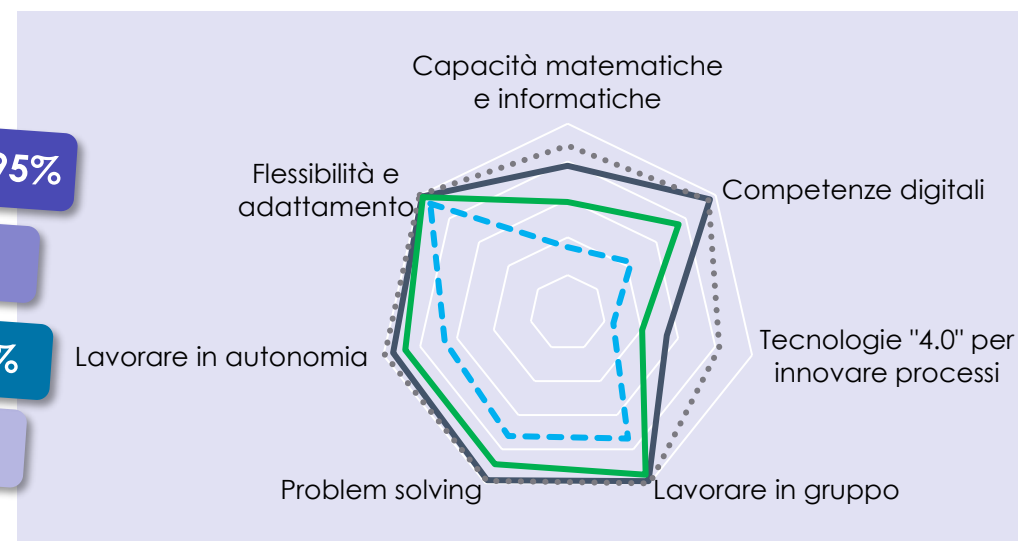 Capacità matematiche
e informatiche
95%
Flessibilità e
adattamento
Competenze digitali
%
Lavorare in autonomia
Tecnologie "4.0" per
innovare processi
Problem solving
Lavorare in gruppo